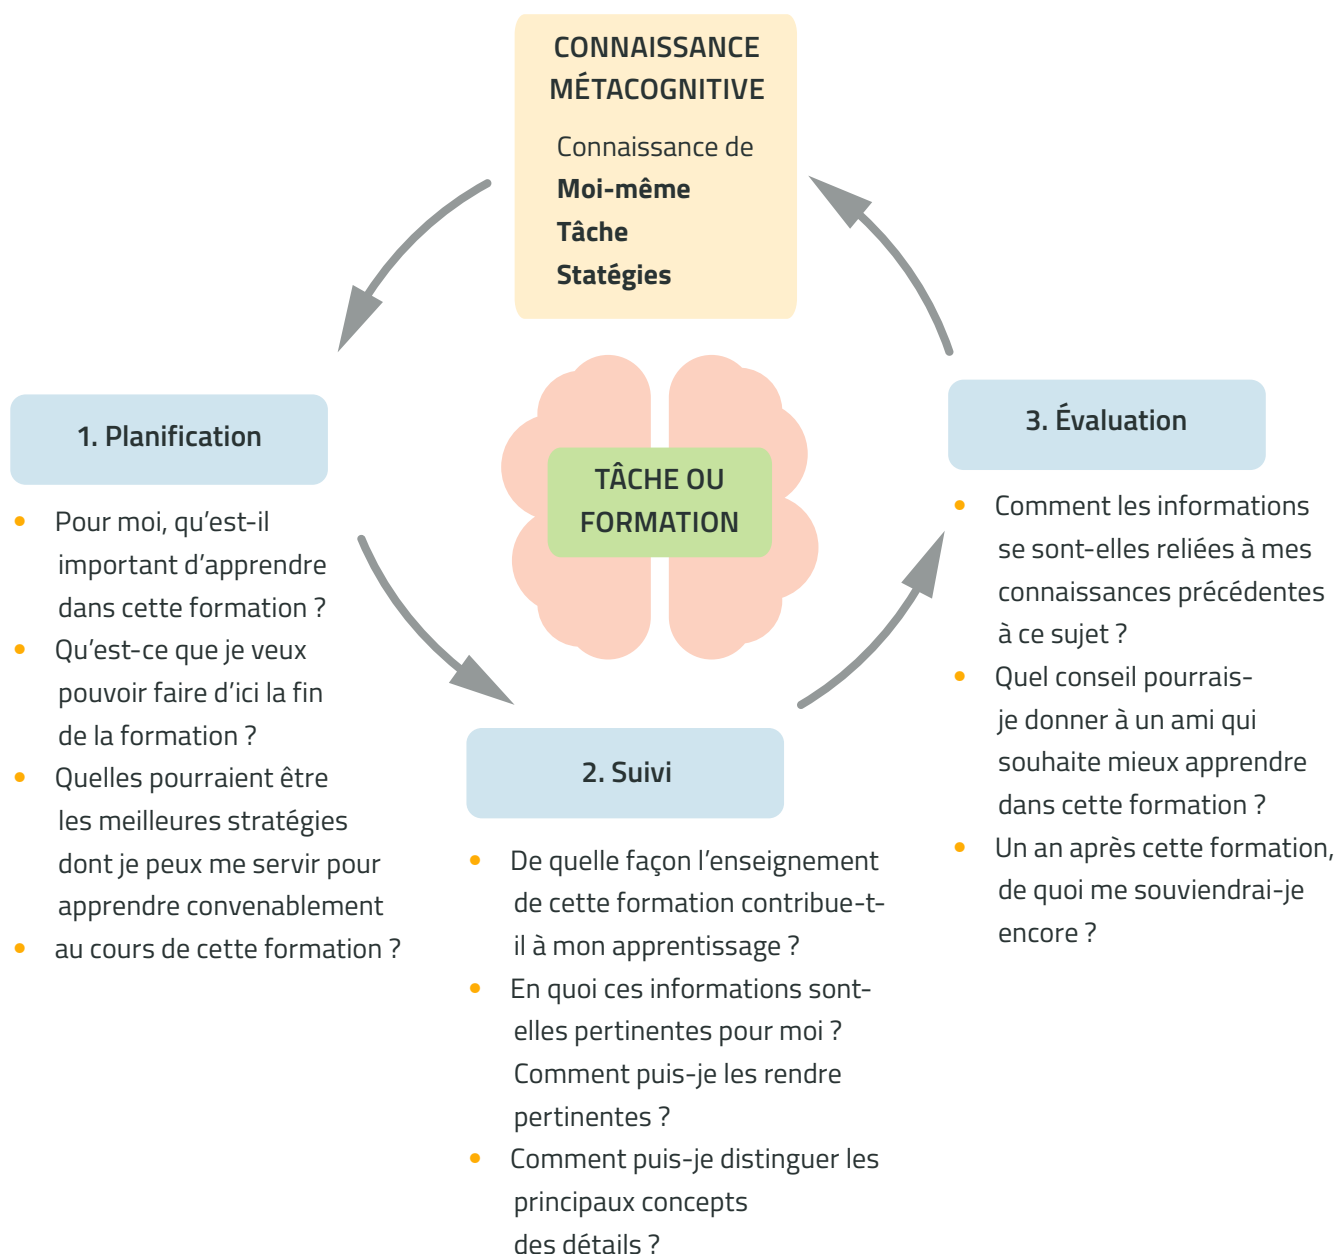 CONNAISSANCE
MÉTACOGNITIVE
Connaissance de
Moi-même
Tâche
Statégies
TÂCHE OU
FORMATION
1. Planification
• Pour moi, qu’est-il
important d’apprendre
dans cette formation ?
• Qu’est-ce que je veux
pouvoir faire d’ici la fin
de la formation ?
• Quelles pourraient être
les meilleures stratégies
dont je peux me servir pour
apprendre convenablement
• au cours de cette formation ?
2. Suivi
• De quelle façon l’enseignement
de cette formation contribue-t-
il à mon apprentissage ?
• En quoi ces informations sont-
elles pertinentes pour moi ?
Comment puis-je les rendre
pertinentes ?
• Comment puis-je distinguer les
principaux concepts
des détails ?
3. Évaluation
• Comment les informations
se sont-elles reliées à mes
connaissances précédentes
à ce sujet ?
• Quel conseil pourrais-
je donner à un ami qui
souhaite mieux apprendre
dans cette formation ?
• Un an après cette formation,
de quoi me souviendrai-je
encore ?